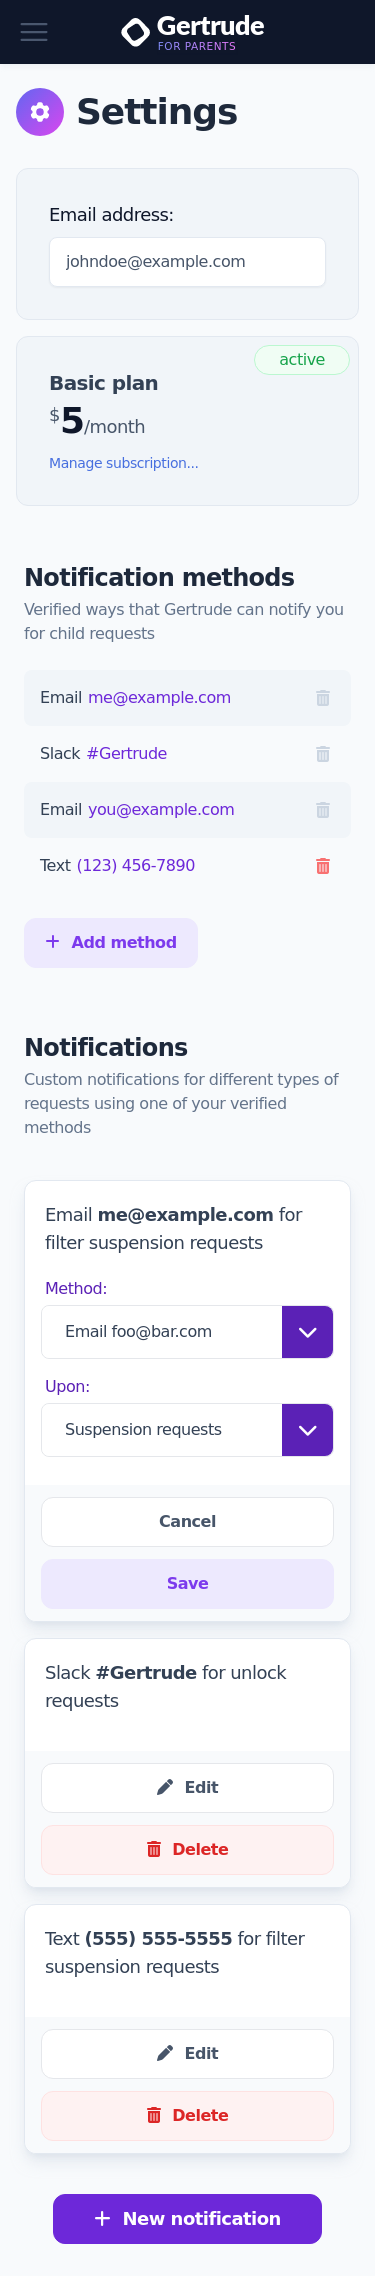 Gertrude
FOR PARENTS
Settings
Email address:
johndoe@example.com
active
Basic plan
$5/month
Manage subscription...
Notification methods
Verified ways that Gertrude can notify you
for child requests
Email me@example.com
Slack #Gertrude
Email you@example.com
Text (123) 456-7890
+ Add method
Notifications
Custom notifications for different types of
requests using one of your verified
methods
Email me@example.com for
filter suspension requests
Method:
Email foo@bar.com
Upon:
Suspension requests
Cancel
Save
Slack #Gertrude for unlock
requests
Edit
Delete
Text (555) 555-5555 for filter
suspension requests
Edit
Delete
+ New notification